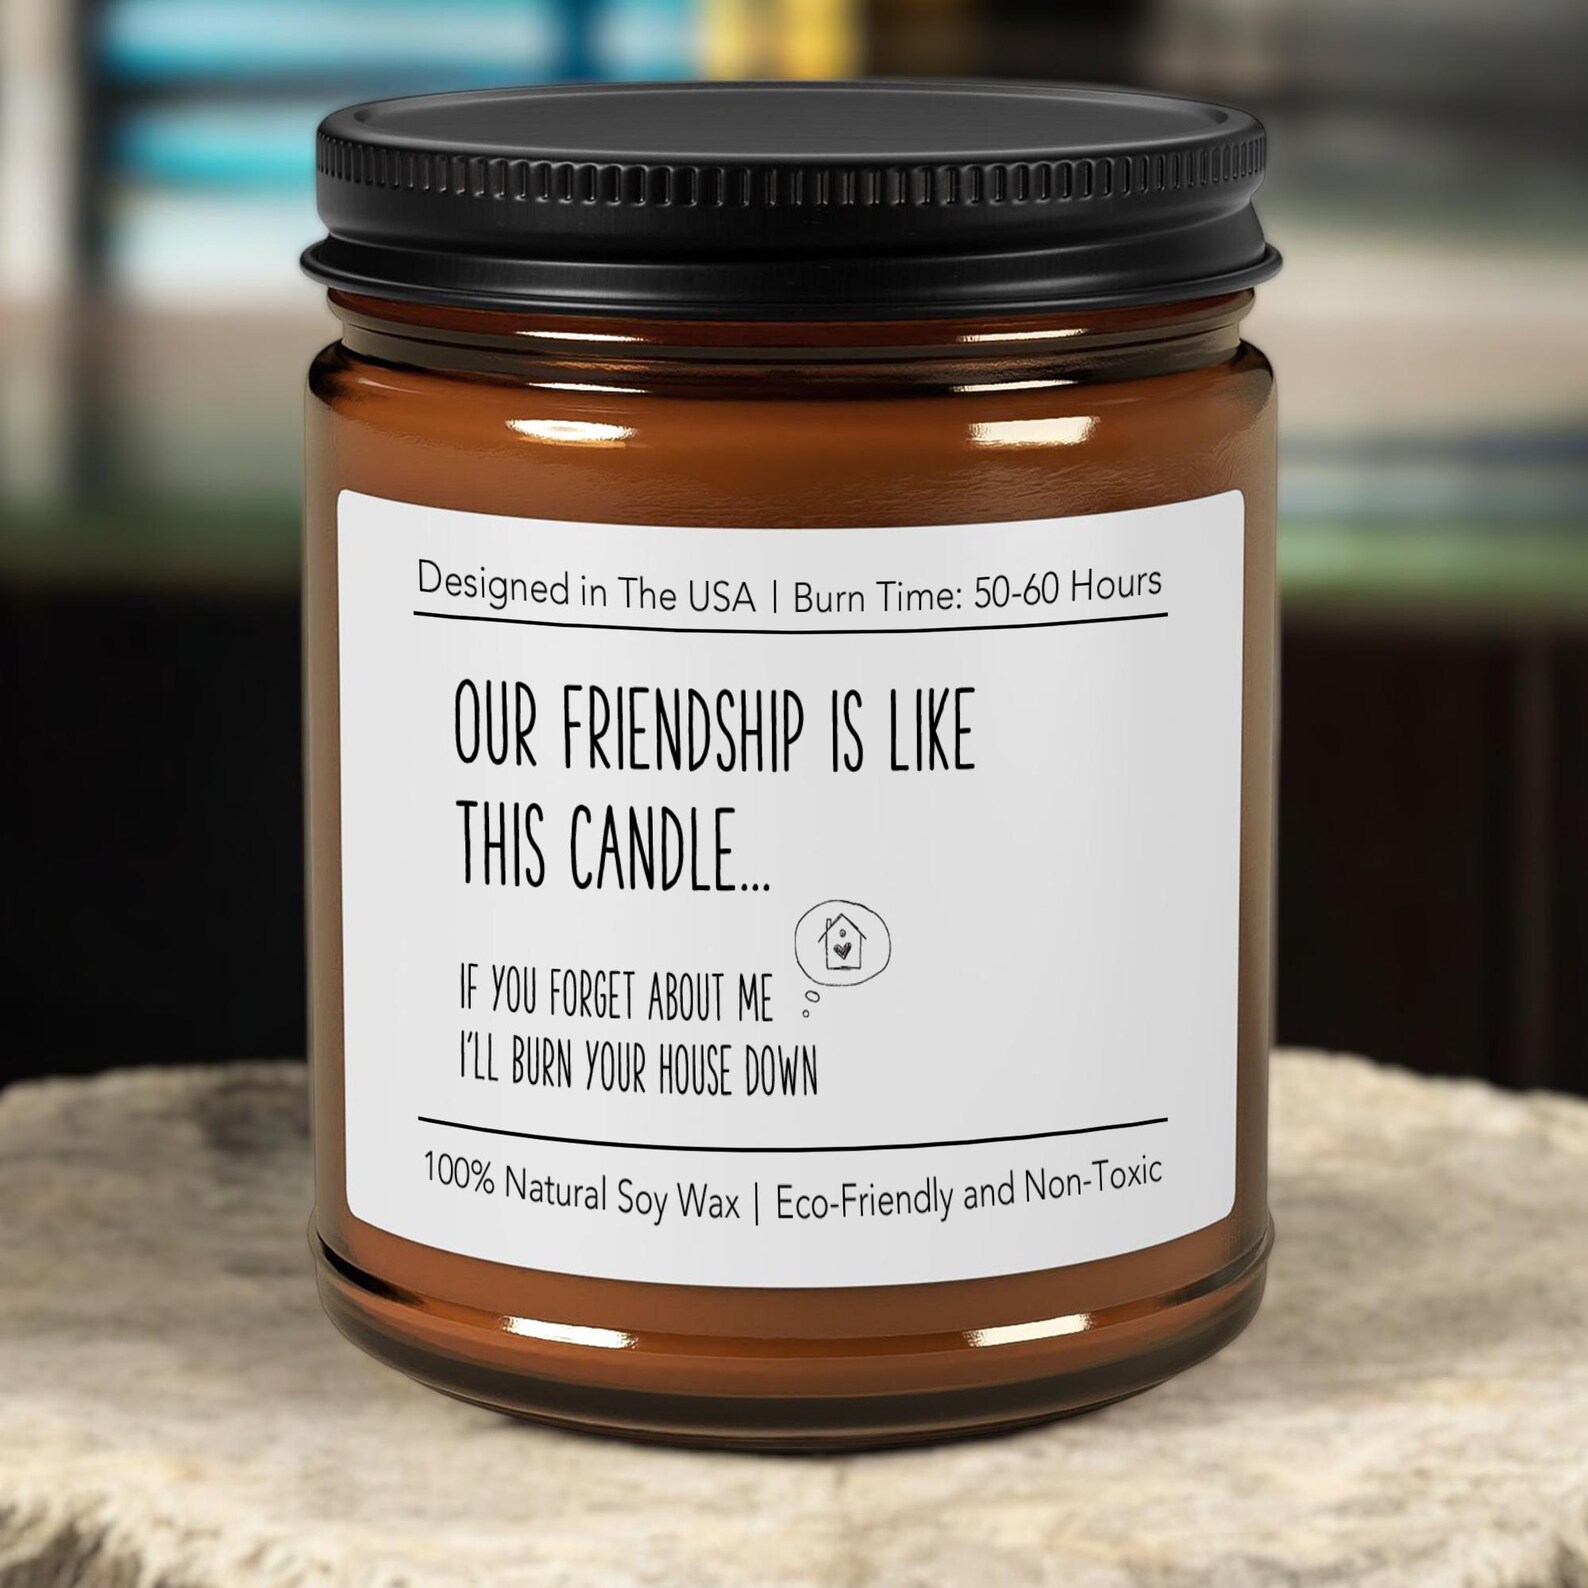 Designed in The USA | Burn Time: 50-60 Hours
OUR FRIENDSHIP IS LIKE
THIS CANDLE...
IF YOU FORGET ABOUT ME
I'LL BURN YOUR HOUSE DOWN
100% Natural Soy Wax | Eco-Friendly and Non-Toxic